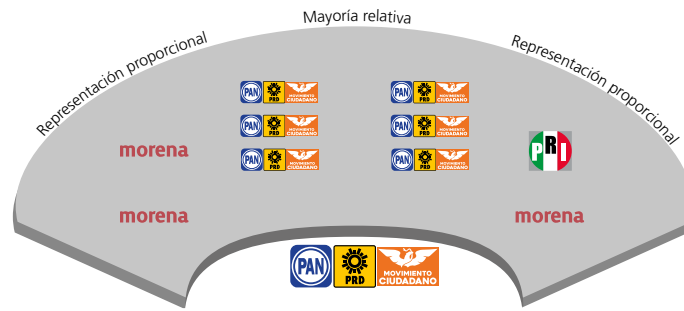 Mayoría relativa
Representación proporcional
Representación proporcional
PAN PRD MOVIMIENTO CIUDADANO PAN PRD MOVIMIENTO CIUDADANO
PAN PRD MOVIMIENTO CIUDADANO PAN PRD MOVIMIENTO CIUDADANO
morena
PRI
PAN PRD MOVIMIENTO CIUDADANO PAN PRD MOVIMIENTO CIUDADANO
morena
morena
PAN PRD MOVIMIENTO CIUDADANO